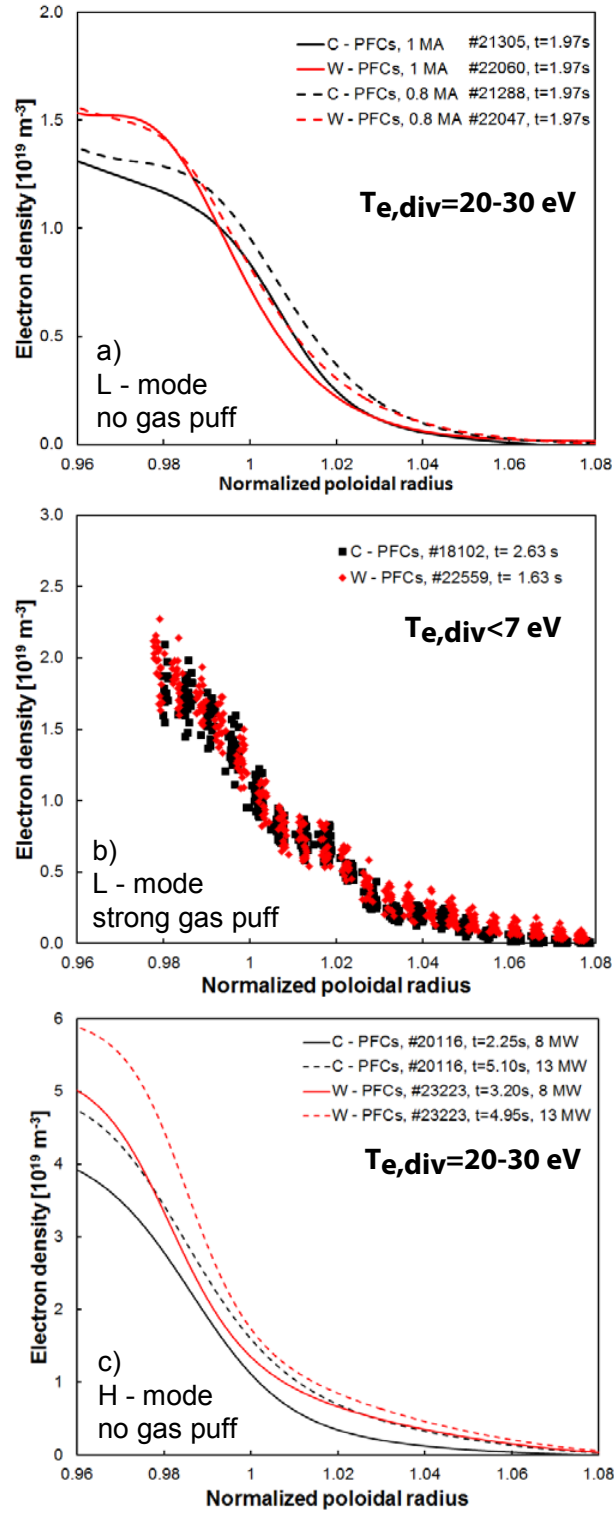 2.0
C - PFCs, 1 MA #21305, t=1.97s
W - PFCs, 1 MA #22060, t=1.97s
C - PFCs, 0.8 MA #21288, t=1.97s
W - PFCs, 0.8 MA #22047, t=1.97s
1.5
Te,div=20-30 eV
1.0
Electron density [10¹⁹ m⁻³]
0.5
a)
L - mode
no gas puff
0.0
0.96 0.98 1 1.02 1.04 1.06 1.08
Normalized poloidal radius
3.0
C - PFCs, #18102, t= 2.63 s
W - PFCs, #22559, t= 1.63 s
2.5
Te,div<7 eV
2.0
1.5
Electron density [10¹⁹ m⁻³]
1.0
b)
L - mode
strong gas puff
0.5
0.0
0.96 0.98 1 1.02 1.04 1.06 1.08
Normalized poloidal radius
6
C - PFCs, #20116, t=2.25s, 8 MW
C - PFCs, #20116, t=5.10s, 13 MW
W - PFCs, #23223, t=3.20s, 8 MW
W - PFCs, #23223, t=4.95s, 13 MW
5
Te,div=20-30 eV
4
3
Electron density [10¹⁹ m⁻³]
2
1
c)
H - mode
no gas puff
0
0.96 0.98 1 1.02 1.04 1.06 1.08
Normalized poloidal radius